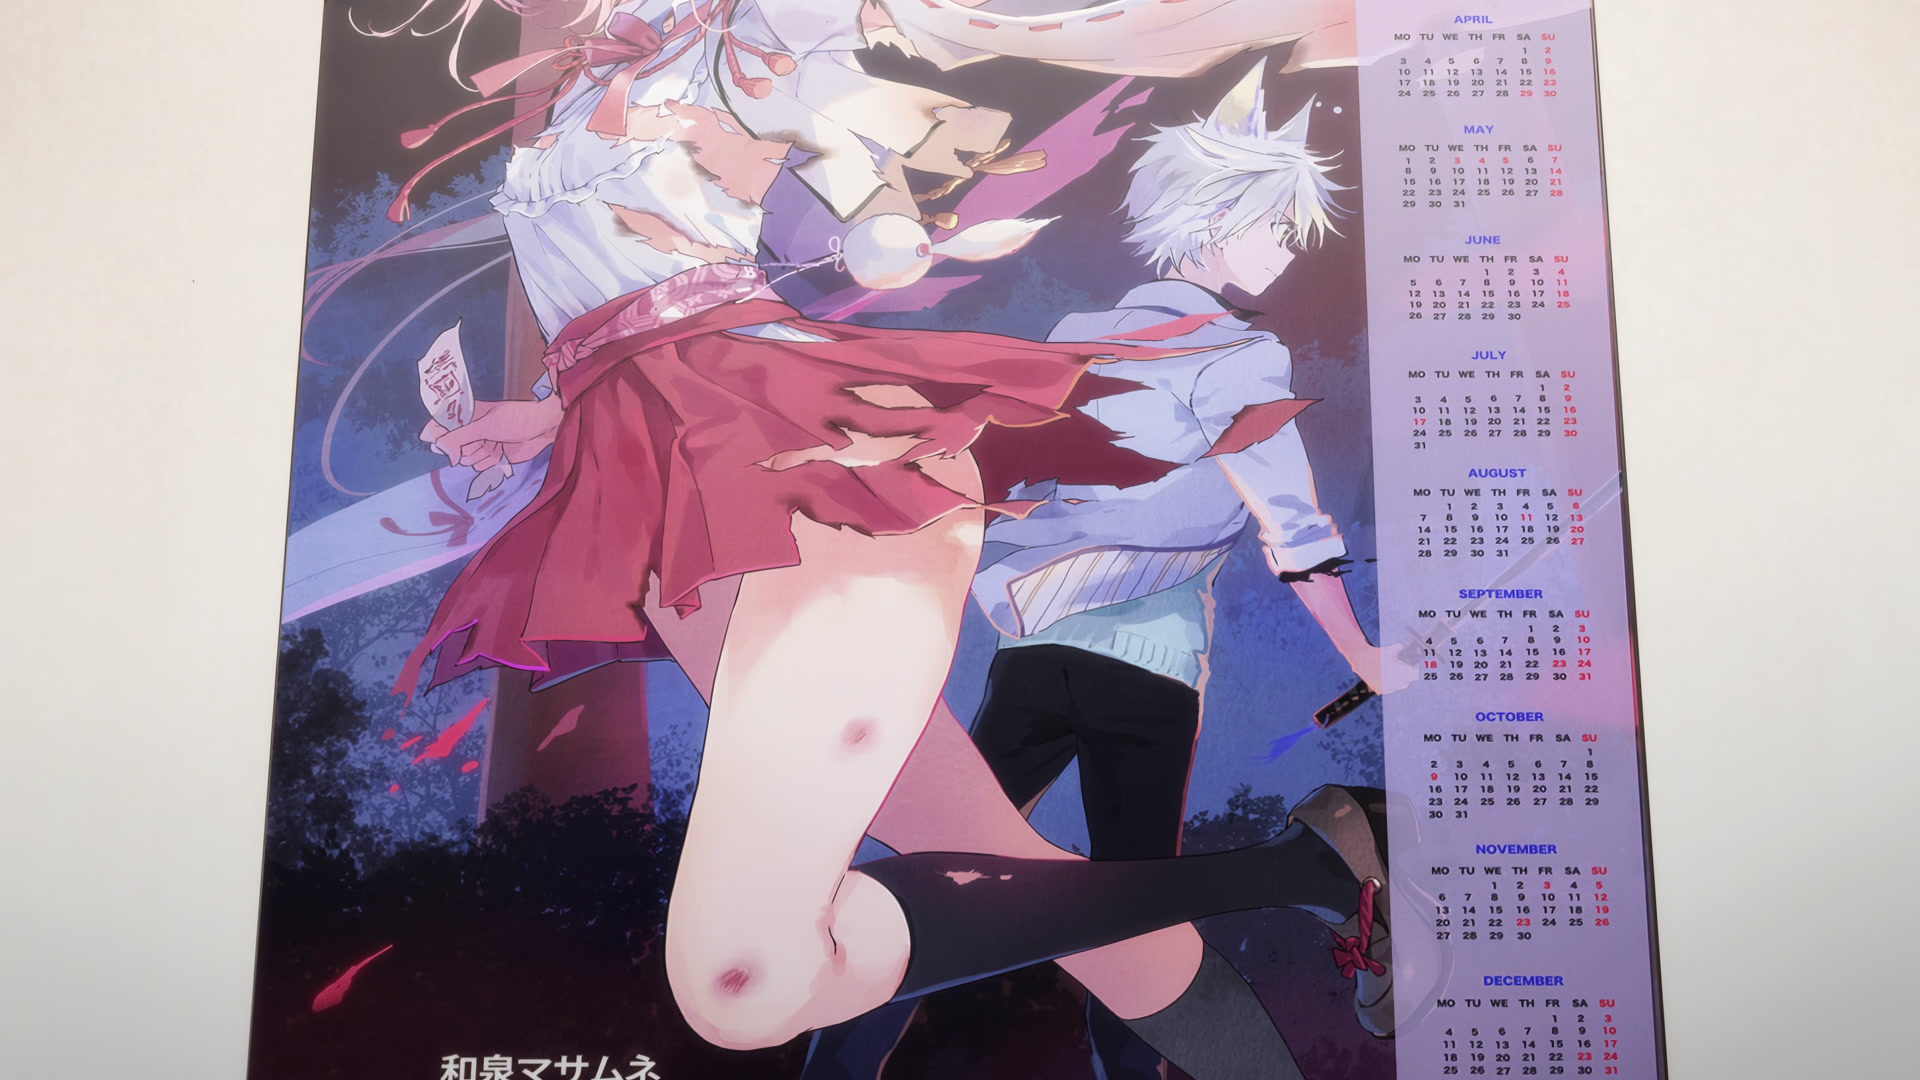 APRIL
MO TU WE TH FR SA SU
1 2
3 4 5 6 7 8 9
10 11 12 13 14 15 16
17 18 19 20 21 22 23
24 25 26 27 28 29 30
MAY
MO TU WE TH FR SA SU
1 2 3 4 5 6 7
8 9 10 11 12 13 14
15 16 17 18 19 20 21
22 23 24 25 26 27 28
29 30 31
JUNE
MO TU WE TH FR SA SU
1 2 3 4
5 6 7 8 9 10 11
12 13 14 15 16 17 18
19 20 21 22 23 24 25
26 27 28 29 30
JULY
MO TU WE TH FR SA SU
1 2
3 4 5 6 7 8 9
10 11 12 13 14 15 16
17 18 19 20 21 22 23
24 25 26 27 28 29 30
31
AUGUST
MO TU WE TH FR SA SU
1 2 3 4 5 6
7 8 9 10 11 12 13
14 15 16 17 18 19 20
21 22 23 24 25 26 27
28 29 30 31
SEPTEMBER
MO TU WE TH FR SA SU
1 2 3
4 5 6 7 8 9 10
11 12 13 14 15 16 17
18 19 20 21 22 23 24
25 26 27 28 29 30 31
OCTOBER
MO TU WE TH FR SA SU
1
2 3 4 5 6 7 8
9 10 11 12 13 14 15
16 17 18 19 20 21 22
23 24 25 26 27 28 29
30 31
NOVEMBER
MO TU WE TH FR SA SU
1 2 3 4 5
6 7 8 9 10 11 12
13 14 15 16 17 18 19
20 21 22 23 24 25 26
27 28 29 30
DECEMBER
MO TU WE TH FR SA SU
1 2 3
4 5 6 7 8 9 10
11 12 13 14 15 16 17
18 19 20 21 22 23 24
25 26 27 28 29 30 31
和泉マサムネ